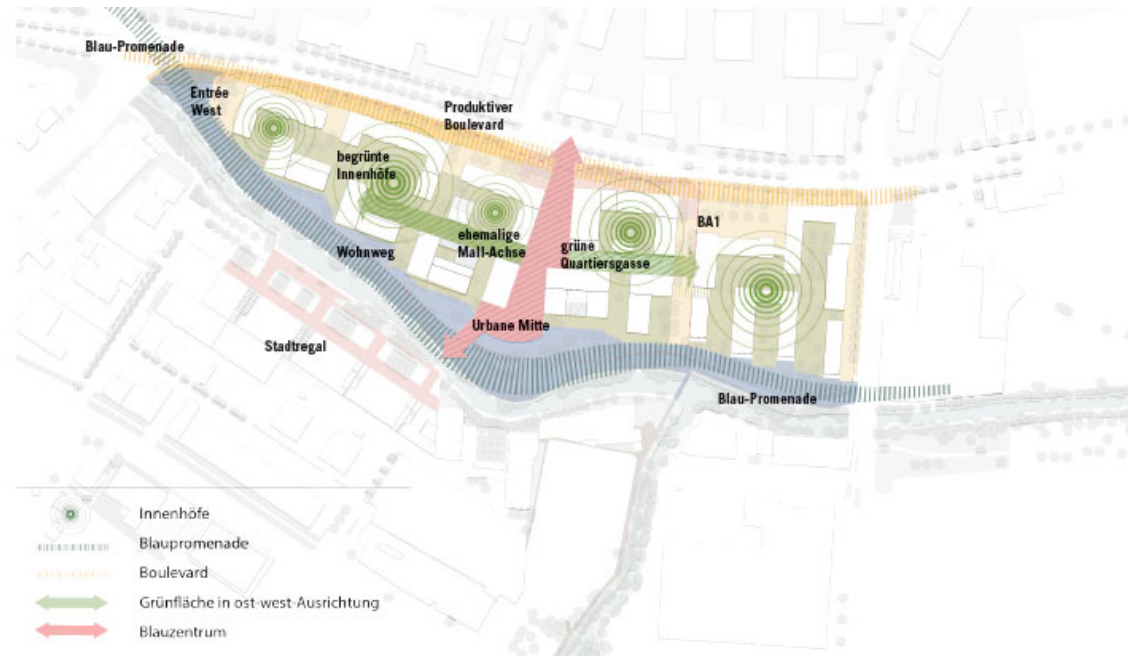 Blau-Promenade
Entrée
West
Produktiver
Boulevard
begrünte
Innenhöfe
BA1
ehemalige
Mall-Achse
grüne
Quartiersgasse
Wohnweg
Urbane Mitte
Stadtregal
Blau-Promenade
Innenhöfe
Blaupromenade
Boulevard
Grünfläche in ost-west-Ausrichtung
Blauzentrum